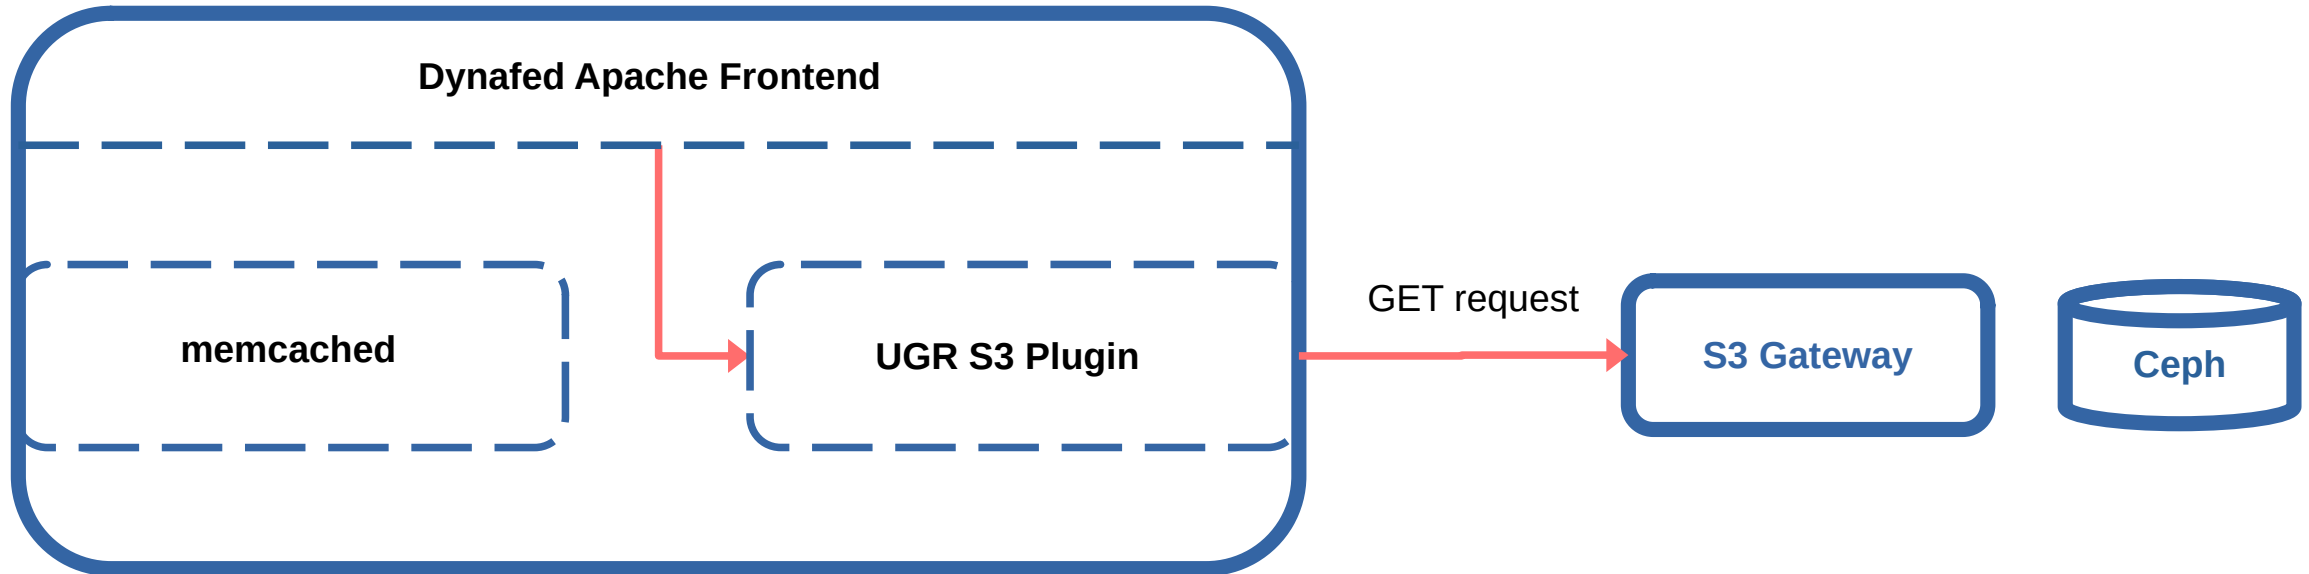 Dynafed Apache Frontend
memcached
UGR S3 Plugin
GET request
S3 Gateway
Ceph